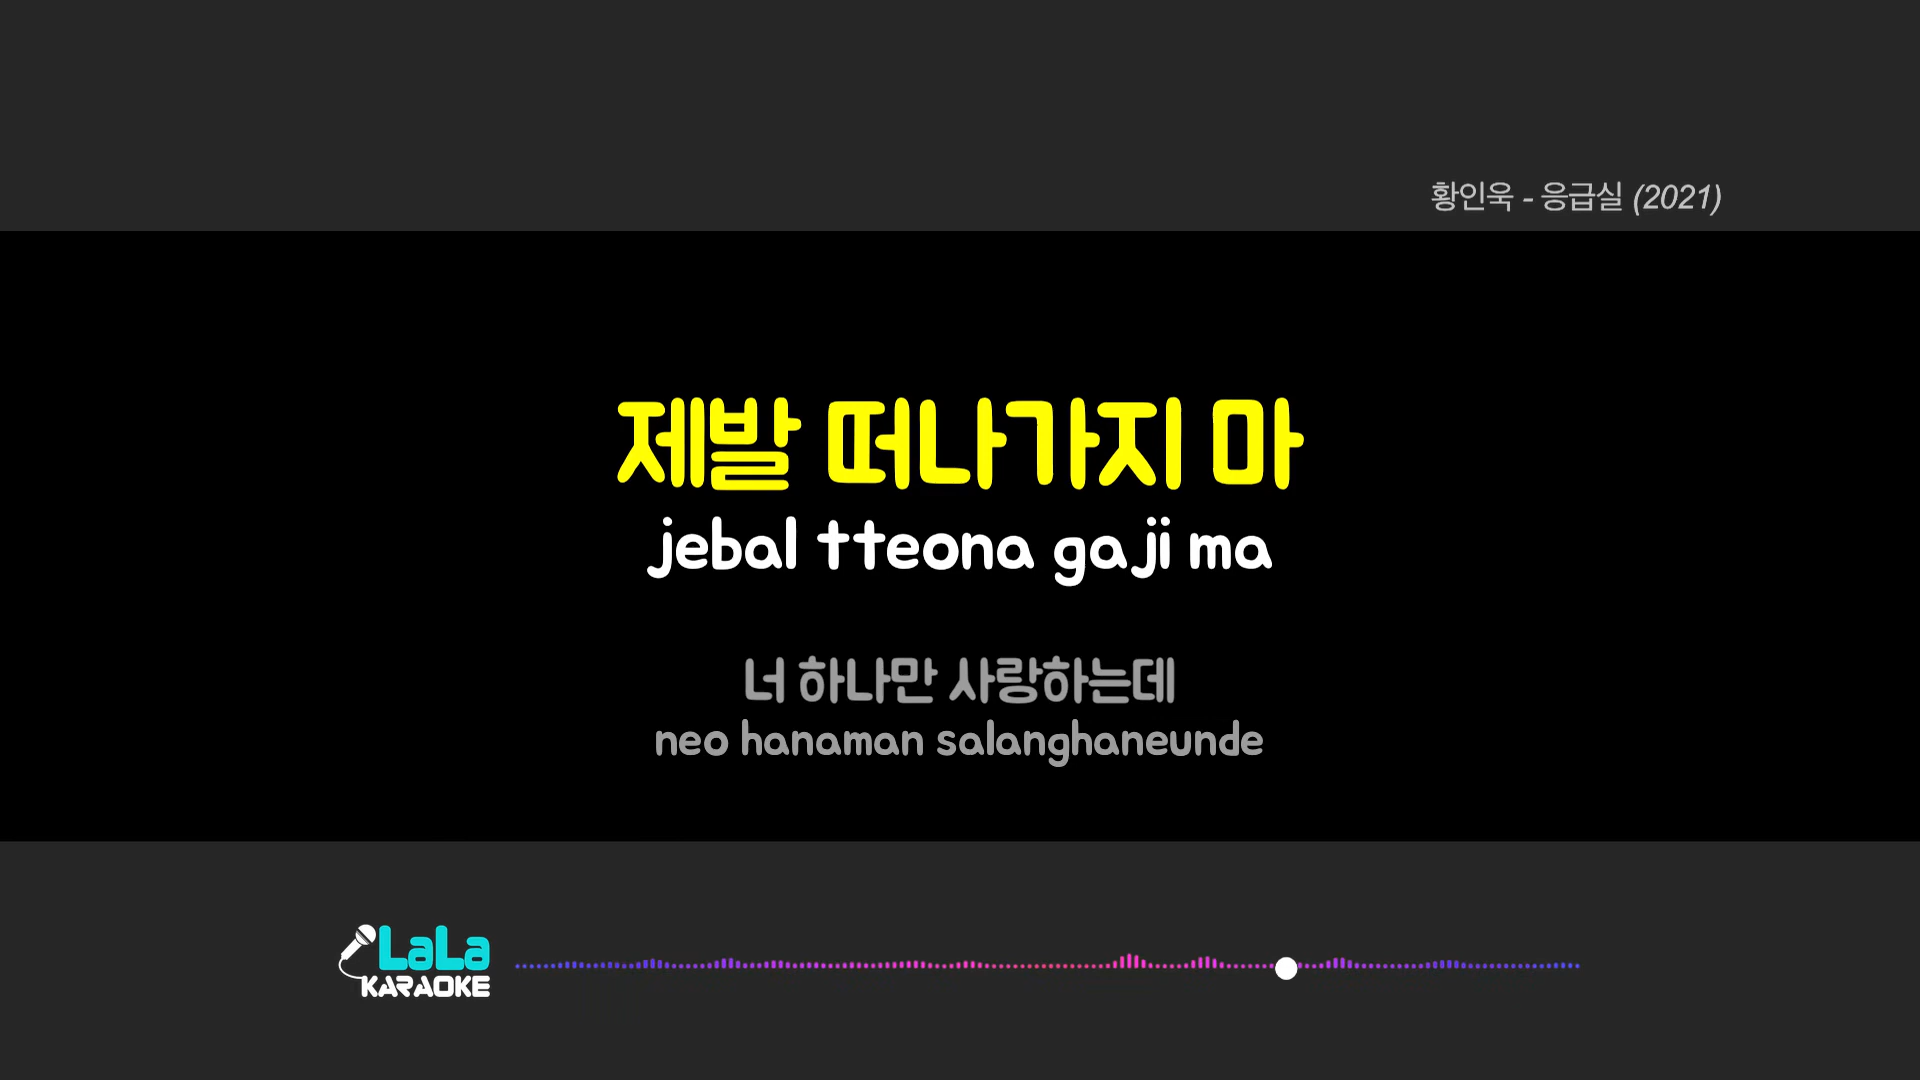 황인욱 - 응급실 (2021)
제발 떠나가지 마
jebal tteona gaji ma
너 하나만 사랑하는데
neo hanaman salanghaneunde
LaLa
KARAOKE